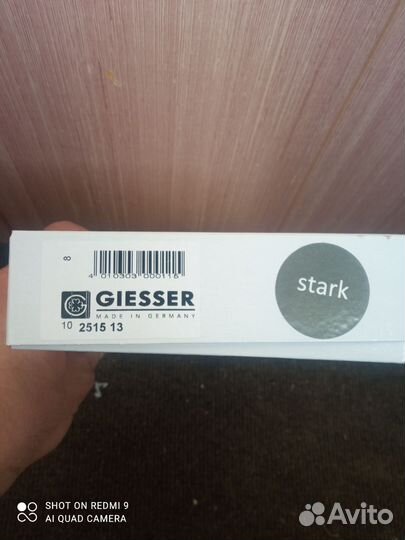 8
4 010303 000115
GIESSER
MADE IN GERMANY
10 2515 13
stark
SHOT ON REDMI 9
AI QUAD CAMERA
Avito